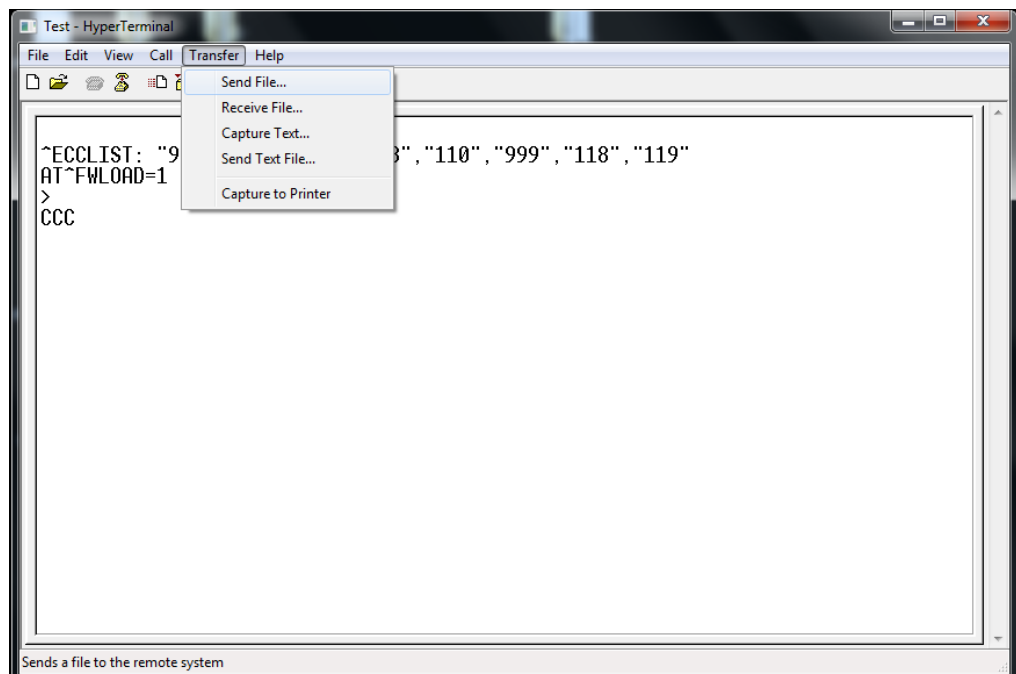 Test - HyperTerminal
File Edit View Call Transfer Help
Send File...
Receive File...
Capture Text...
Send Text File...
Capture to Printer
^ECCLIST: "9 ","110","999","118","119"
AT^FWLOAD=1
>
CCC
Sends a file to the remote system